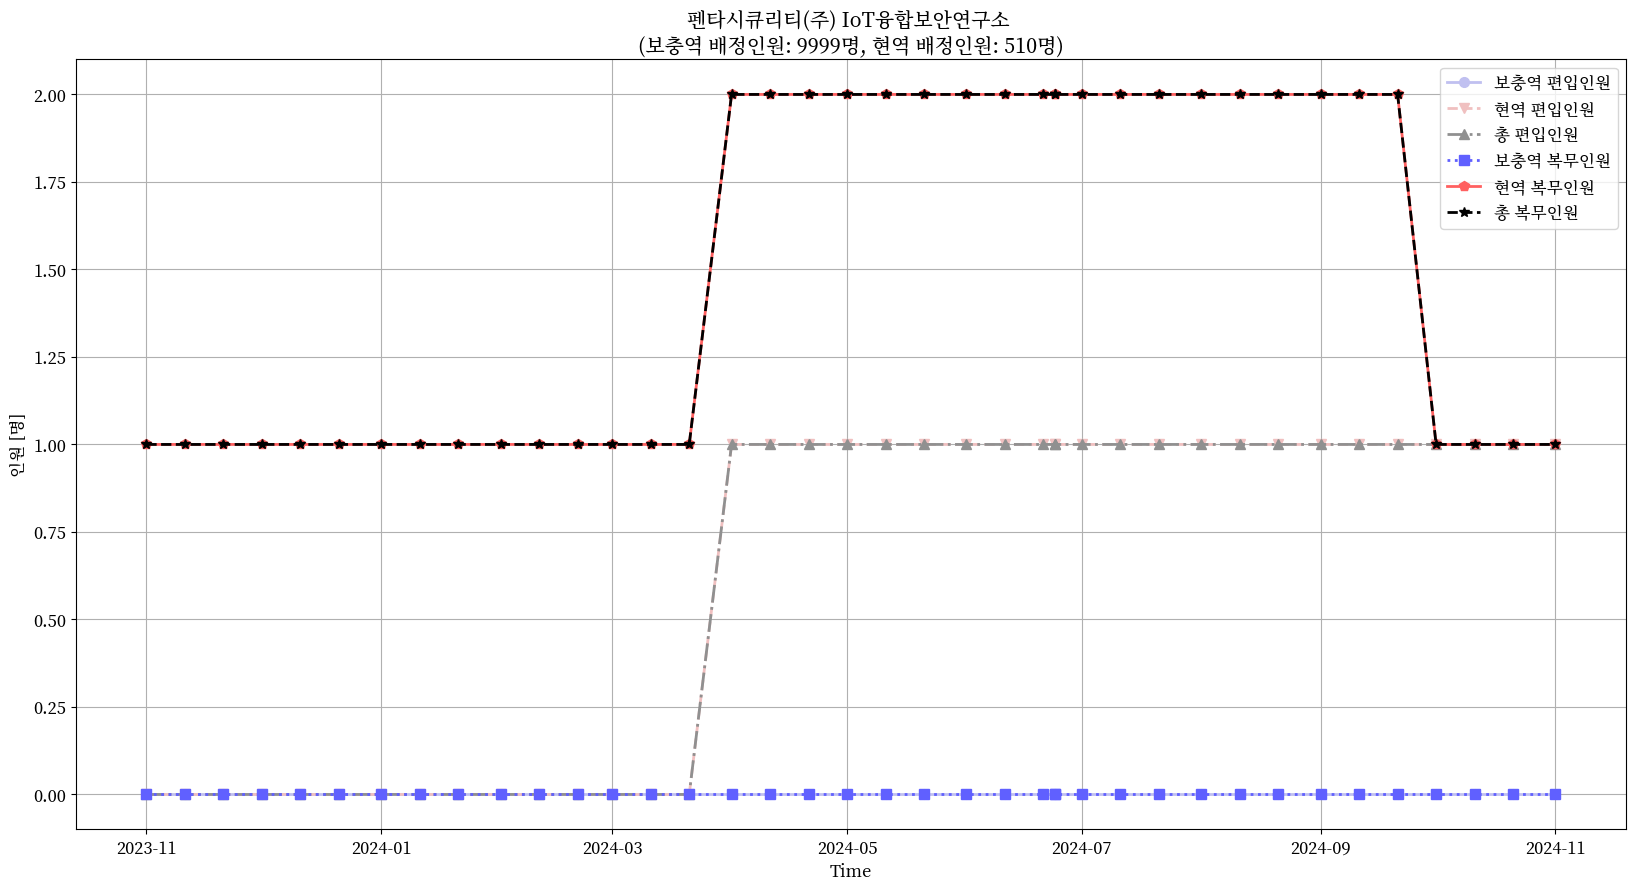 펜타시큐리티(주) IoT융합보안연구소
(보충역 배정인원: 9999명, 현역 배정인원: 510명)
보충역 편입인원
현역 편입인원
총 편입인원
보충역 복무인원
현역 복무인원
총 복무인원
2.00
1.75
1.50
1.25
1.00
0.75
0.50
0.25
0.00
인원 [명]
2023-11
2024-01
2024-03
2024-05
2024-07
2024-09
2024-11
Time